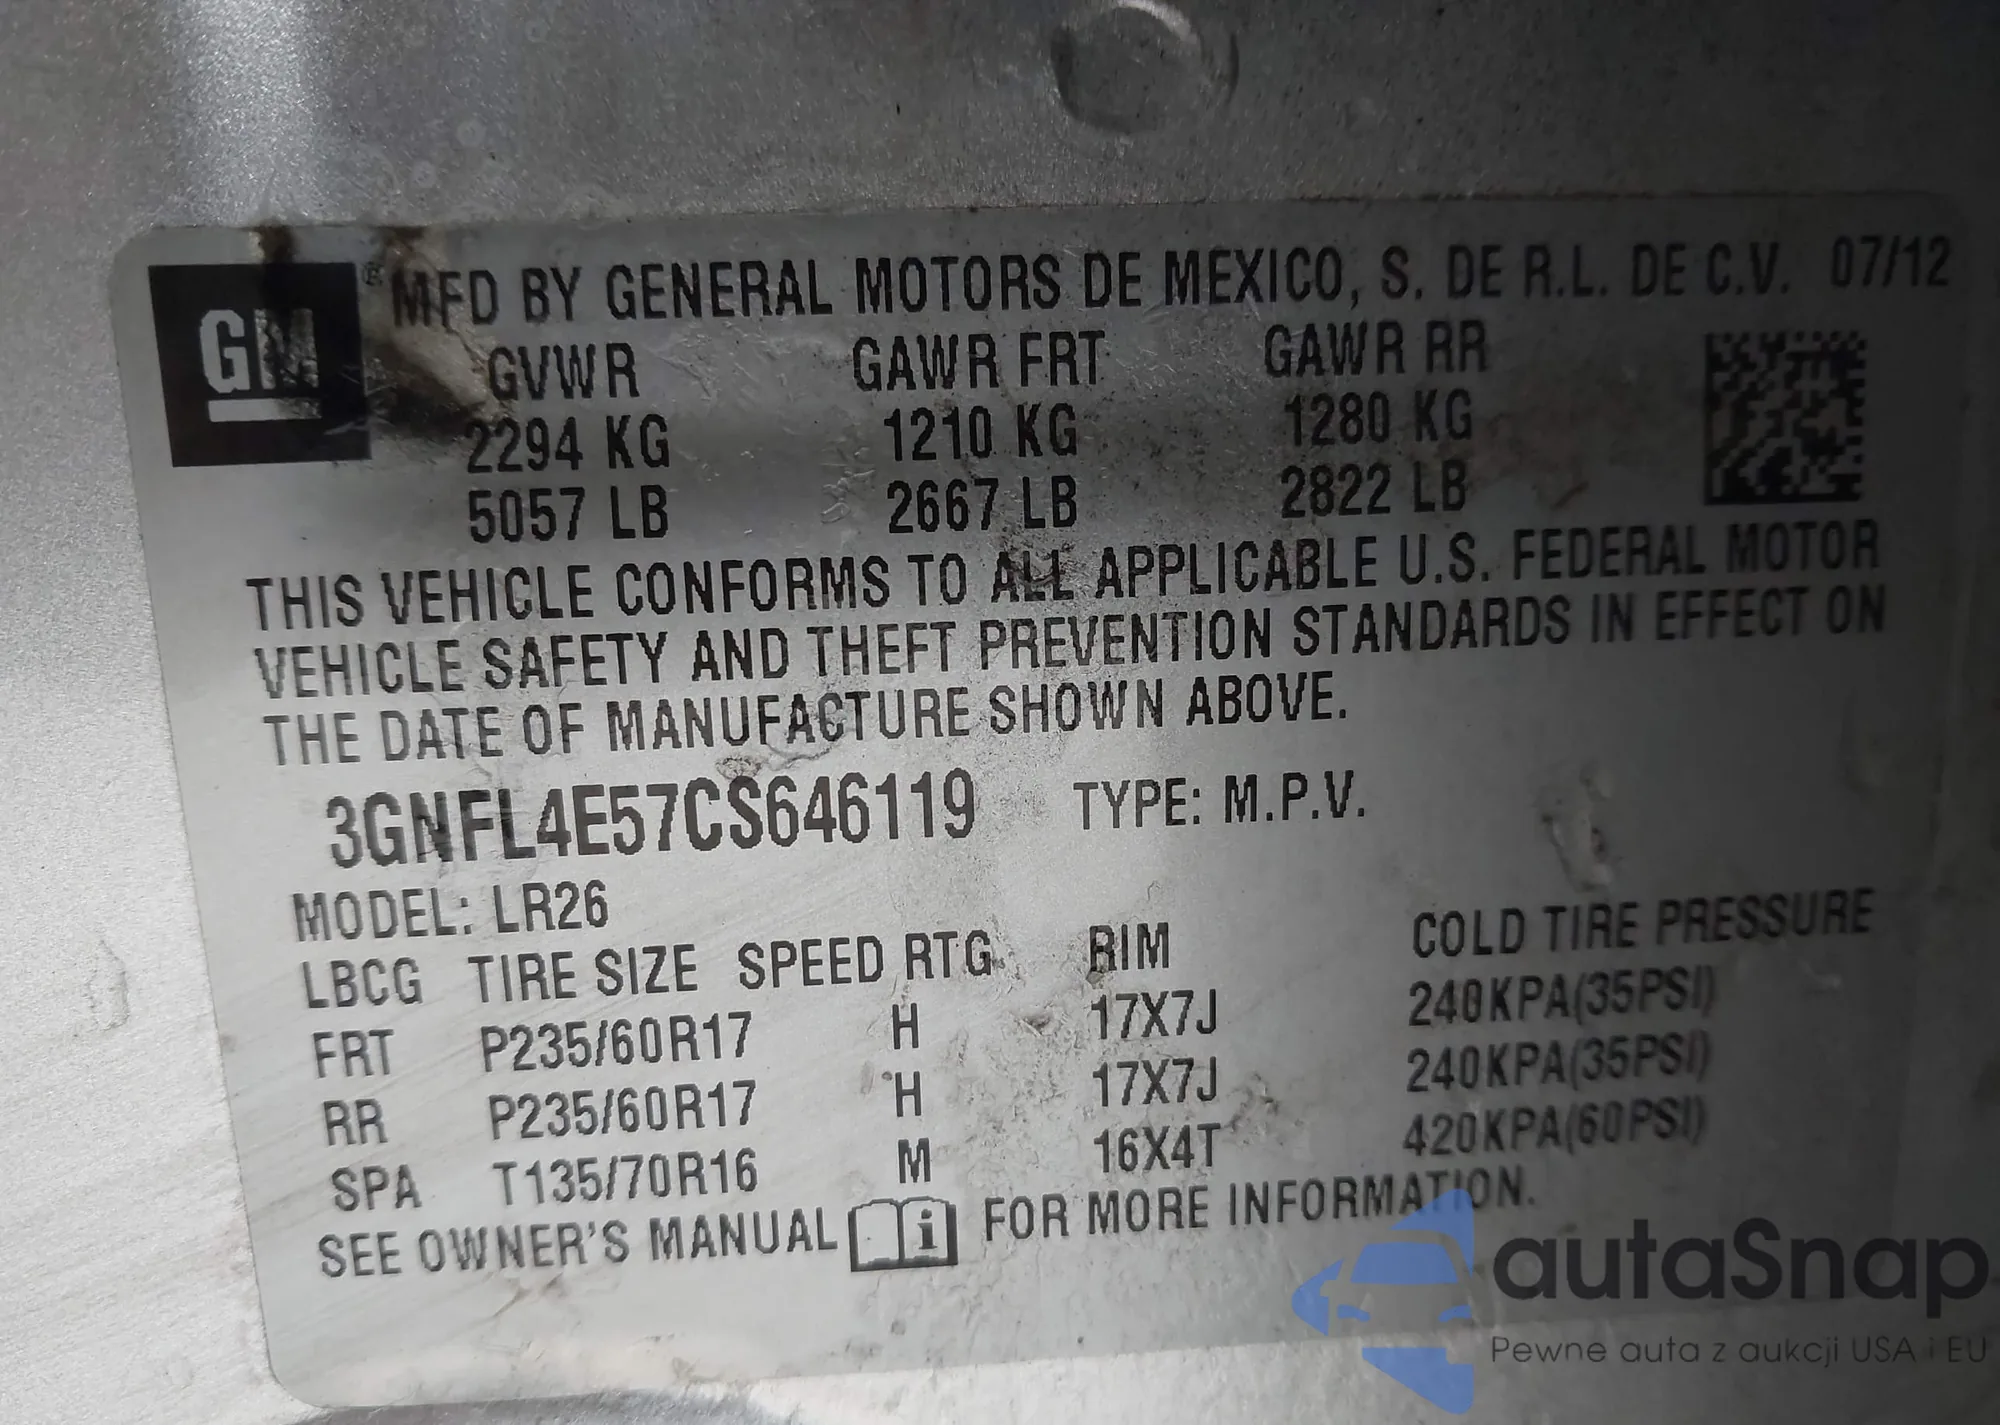 GM ® MFD BY GENERAL MOTORS DE MEXICO, S. DE R.L. DE C.V. 07/12
GVWR GAWR FRT GAWR RR
2294 KG 1210 KG 1280 KG
5057 LB 2667 LB 2822 LB
THIS VEHICLE CONFORMS TO ALL APPLICABLE U.S. FEDERAL MOTOR
VEHICLE SAFETY AND THEFT PREVENTION STANDARDS IN EFFECT ON
THE DATE OF MANUFACTURE SHOWN ABOVE.
3GNFL4E57CS646119 TYPE: M.P.V.
MODEL: LR26
LBCG TIRE SIZE SPEED RTG RIM COLD TIRE PRESSURE
FRT P235/60R17 H 17X7J 240KPA(35PSI)
RR P235/60R17 H 17X7J 240KPA(35PSI)
SPA T135/70R16 M 16X4T 420KPA(60PSI)
SEE OWNER'S MANUAL i FOR MORE INFORMATION.
autaSnap
Pewne auta z aukcji USA i EU